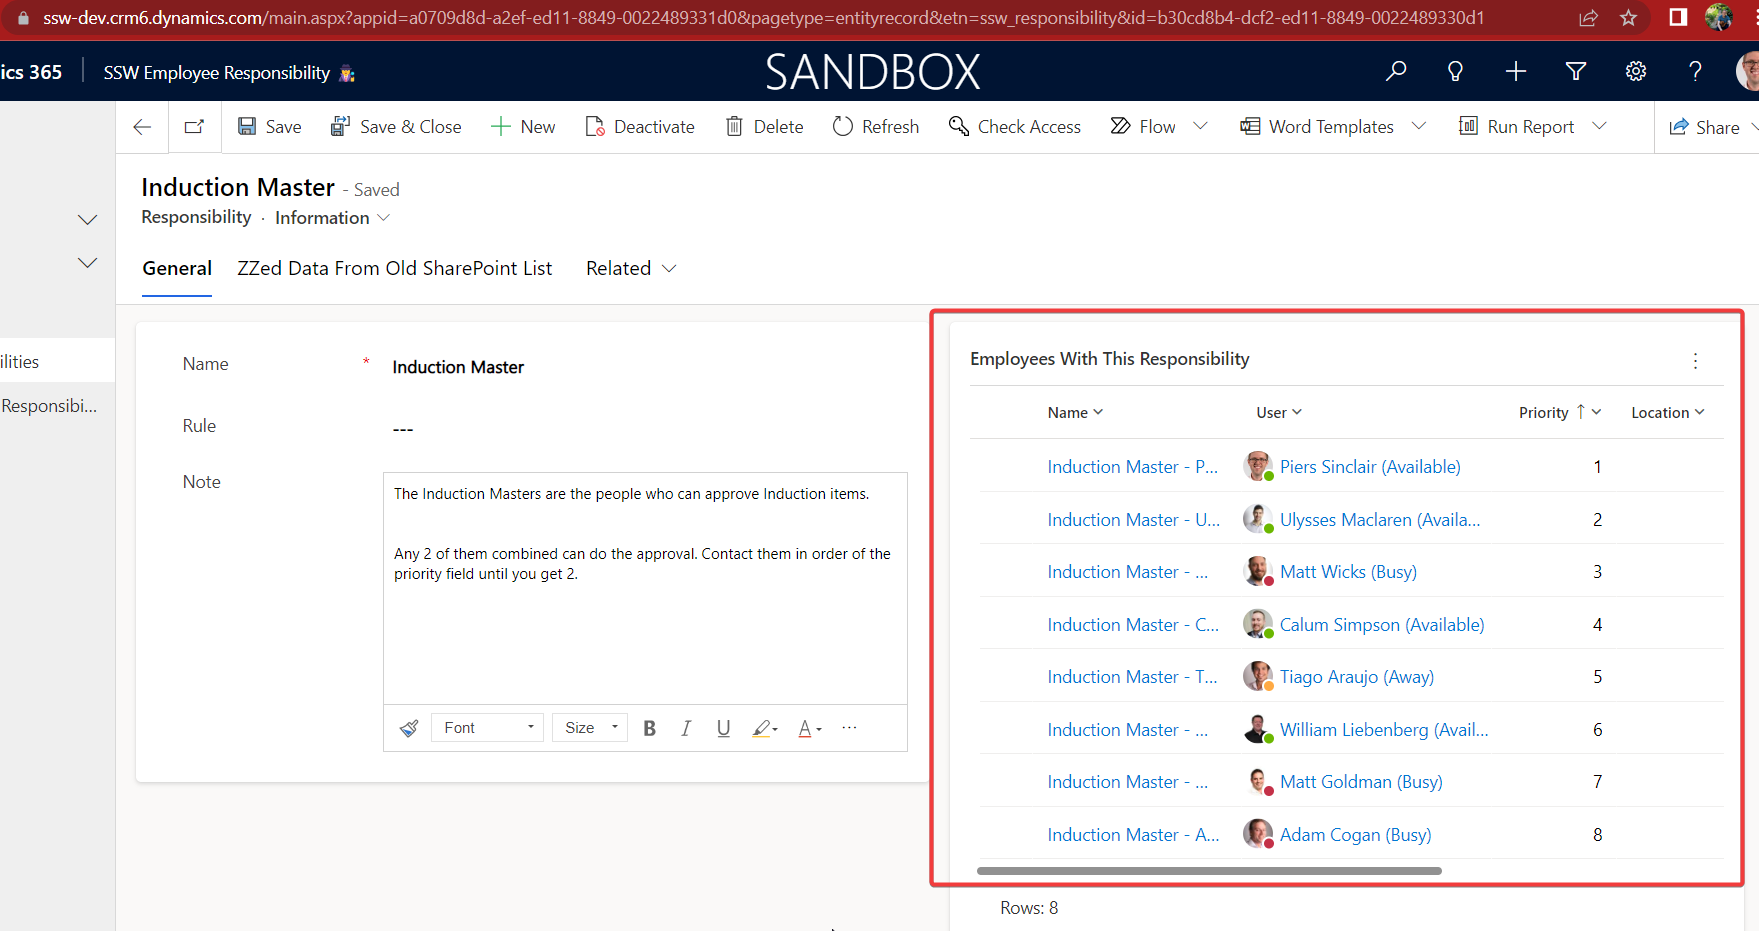 ssw-dev.crm6.dynamics.com/main.aspx?appid=a0709d8d-a2ef-ed11-8849-0022489331d0&pagetype=entityrecord&etn=ssw_responsibility&id=b30cd8b4-dcf2-ed11-8849-0022489330d1
ics 365 SSW Employee Responsibility SANDBOX
Save Save & Close New Deactivate Delete Refresh Check Access Flow Word Templates Run Report Share
Induction Master - Saved
Responsibility · Information
General ZZed Data From Old SharePoint List Related
ilities
Responsibi...
Name * Induction Master
Rule ---
Note
The Induction Masters are the people who can approve Induction items.
Any 2 of them combined can do the approval. Contact them in order of the
priority field until you get 2.
Font Size B I U A ...
Employees With This Responsibility
Name User Priority ↑ Location
Induction Master - P... Piers Sinclair (Available) 1
Induction Master - U... Ulysses Maclaren (Availa... 2
Induction Master - ... Matt Wicks (Busy) 3
Induction Master - C... Calum Simpson (Available) 4
Induction Master - T... Tiago Araujo (Away) 5
Induction Master - ... William Liebenberg (Avail... 6
Induction Master - ... Matt Goldman (Busy) 7
Induction Master - A... Adam Cogan (Busy) 8
Rows: 8